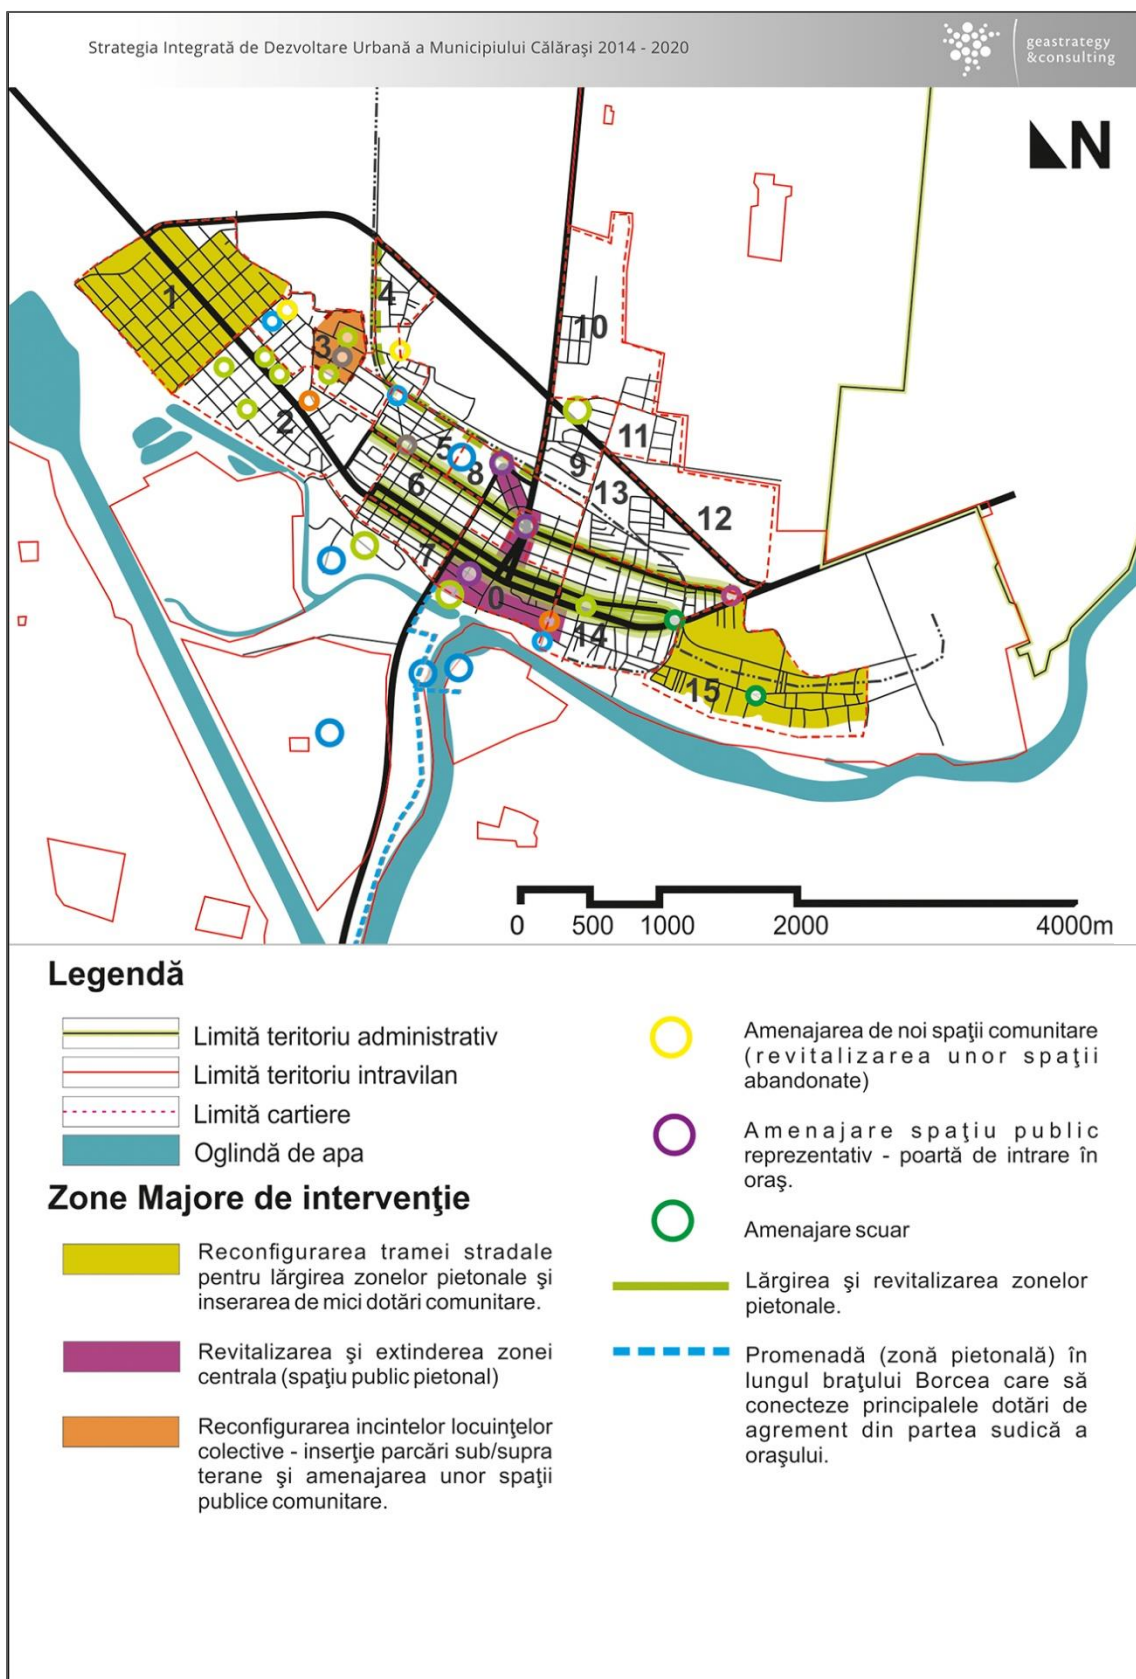 Strategia Integrată de Dezvoltare Urbană a Municipiului Călăraşi 2014 - 2020
geastrategy
&consulting
N
1
4
3
10
2
11
5
9
8
6
13
12
7
0
14
15
0 500 1000 2000 4000m
Legendă
Limită teritoriu administrativ
Limită teritoriu intravilan
Limită cartiere
Oglindă de apa
Zone Majore de intervenţie
Reconfigurarea tramei stradale
pentru lărgirea zonelor pietonale şi
inserarea de mici dotări comunitare.
Revitalizarea şi extinderea zonei
centrala (spaţiu public pietonal)
Reconfigurarea incintelor locuinţelor
colective - inserţie parcări sub/supra
terane şi amenajarea unor spaţii
publice comunitare.
Amenajarea de noi spaţii comunitare
(revitalizarea unor spaţii
abandonate)
Amenajare spaţiu public
reprezentativ - poartă de intrare în
oraş.
Amenajare scuar
Lărgirea şi revitalizarea zonelor
pietonale.
Promenadă (zonă pietonală) în
lungul braţului Borcea care să
conecteze principalele dotări de
agrement din partea sudică a
oraşului.